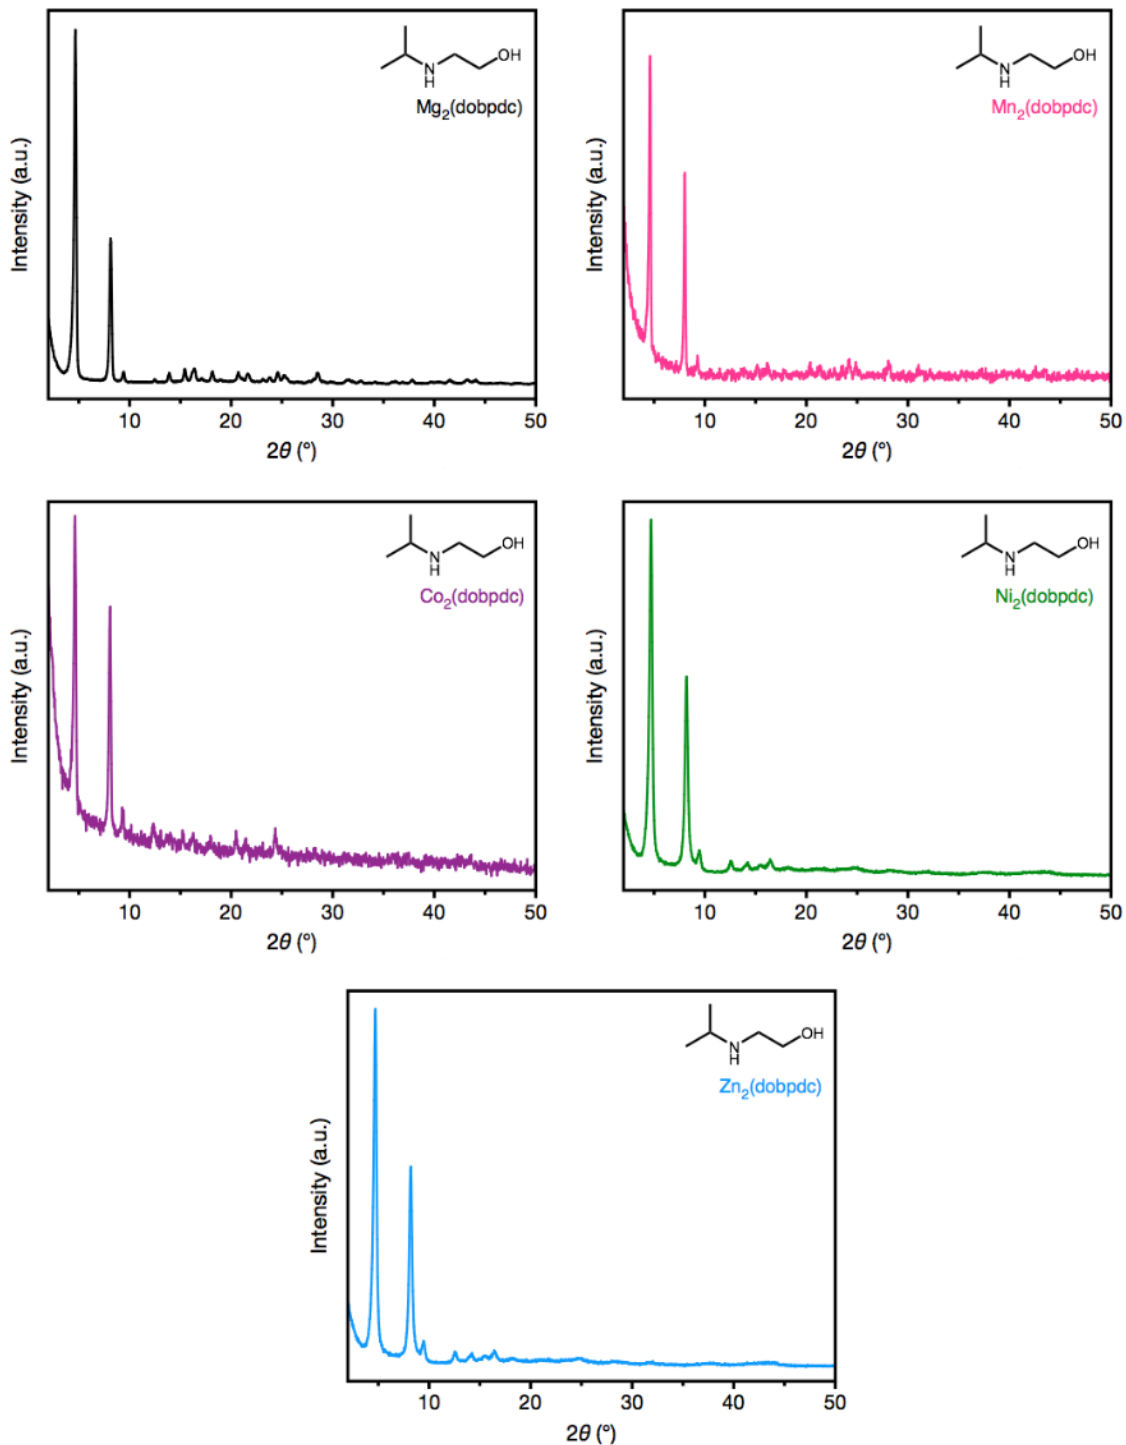 OH
N
H
Mg2(dobpdc)
Intensity (a.u.)
10 20 30 40 50
2θ (°)
OH
N
H
Mn2(dobpdc)
Intensity (a.u.)
10 20 30 40 50
2θ (°)
OH
N
H
Co2(dobpdc)
Intensity (a.u.)
10 20 30 40 50
2θ (°)
OH
N
H
Ni2(dobpdc)
Intensity (a.u.)
10 20 30 40 50
2θ (°)
OH
N
H
Zn2(dobpdc)
Intensity (a.u.)
10 20 30 40 50
2θ (°)